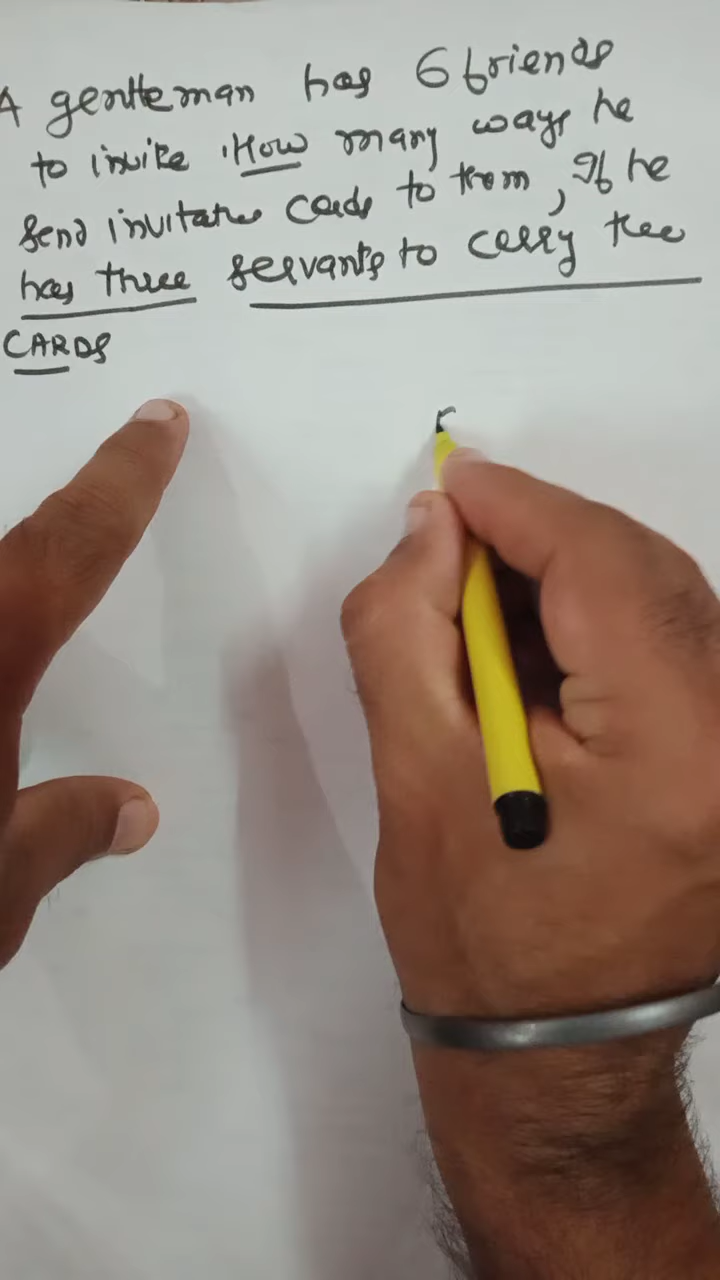 A gentleman has 6 friends
to invite . How many ways he
send invitation cards to them , If he
has three servants to carry the
CARDS